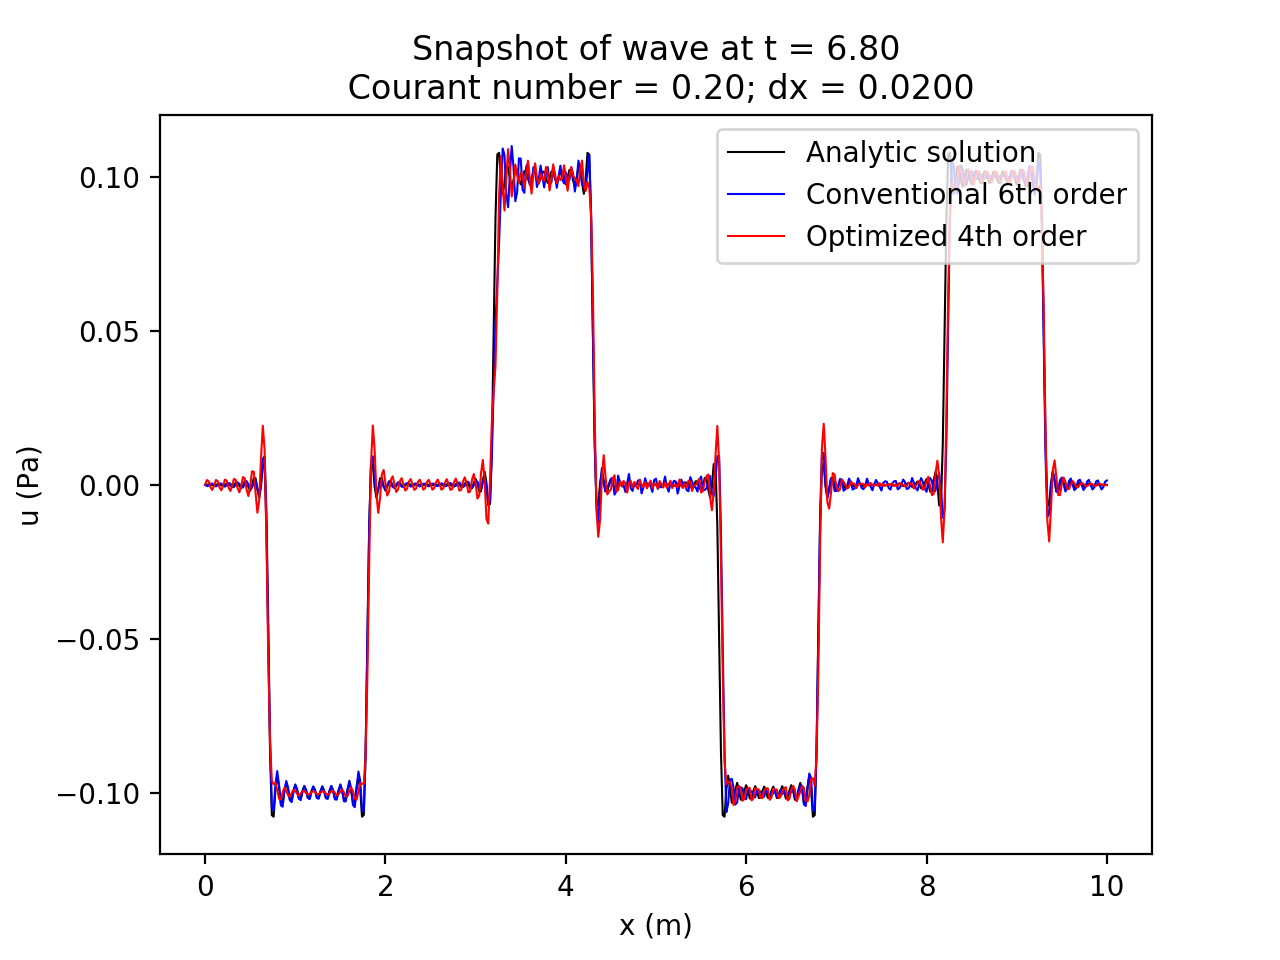 Snapshot of wave at t = 6.80
Courant number = 0.20; dx = 0.0200
Analytic solution
Conventional 6th order
Optimized 4th order
0.10
0.05
0.00
−0.05
−0.10
u (Pa)
0 2 4 6 8 10
x (m)